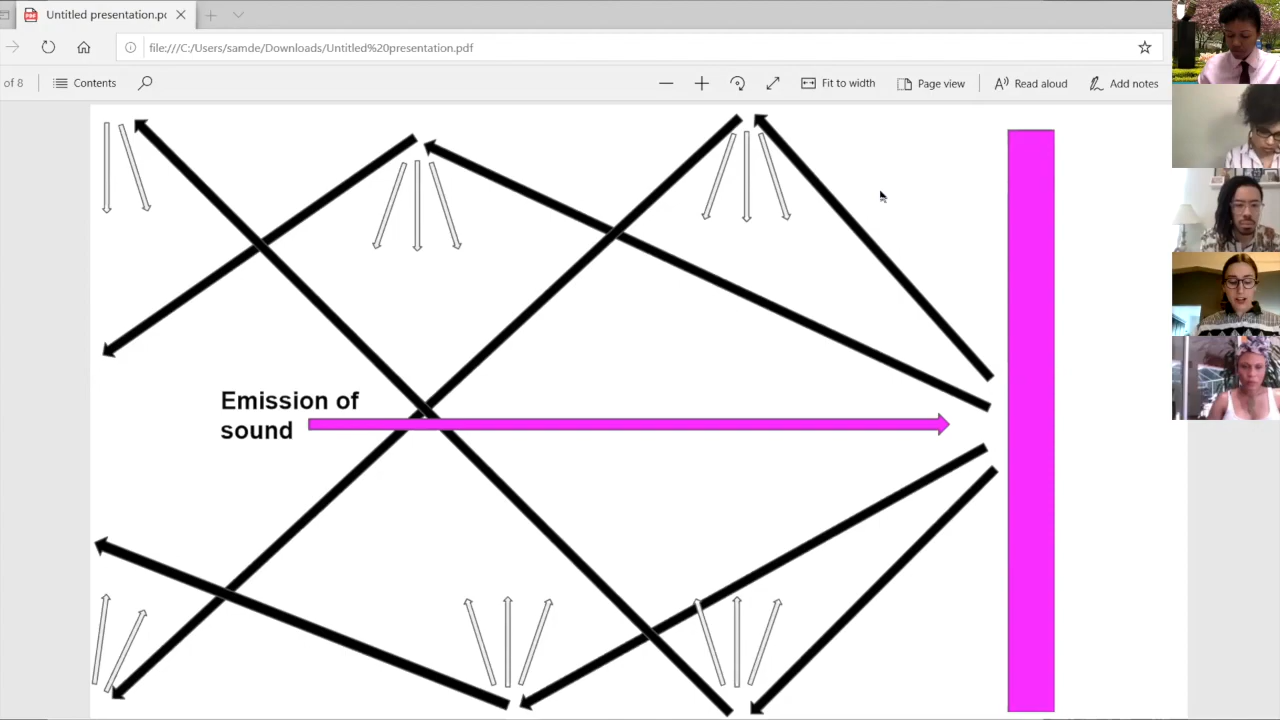 Untitled presentation.pd
file:///C:/Users/samde/Downloads/Untitled%20presentation.pdf
of 8
Contents
Fit to width
Page view
Read aloud
Add notes
Emission of
sound